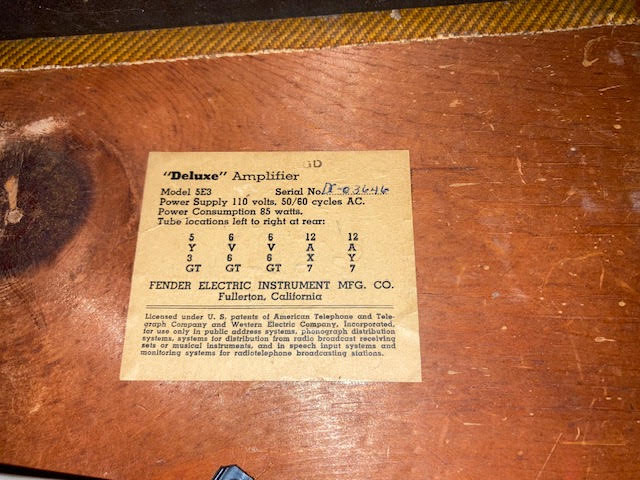 GD
"Deluxe" Amplifier
Model 5E3 Serial No. D-03646
Power Supply 110 volts, 50/60 cycles AC.
Power Consumption 85 watts.
Tube locations left to right at rear:
5 6 6 12 12
Y V V A A
3 6 6 X Y
GT GT GT 7 7
FENDER ELECTRIC INSTRUMENT MFG. CO.
Fullerton, California
Licensed under U. S. patents of American Telephone and Tele-
graph Company and Western Electric Company, Incorporated,
for use only in public address systems, phonograph distribution
systems, systems for distribution from radio broadcast receiving
sets or musical instruments, and in speech input systems and
monitoring systems for radiotelephone broadcasting stations.